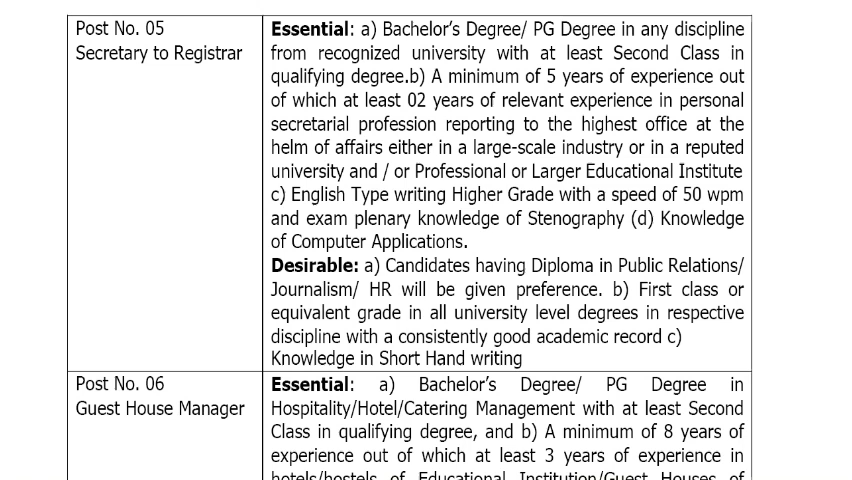 Post No. 05
Secretary to Registrar
Essential: a) Bachelor's Degree/ PG Degree in any discipline
from recognized university with at least Second Class in
qualifying degree.b) A minimum of 5 years of experience out
of which at least 02 years of relevant experience in personal
secretarial profession reporting to the highest office at the
helm of affairs either in a large-scale industry or in a reputed
university and / or Professional or Larger Educational Institute
c) English Type writing Higher Grade with a speed of 50 wpm
and exam plenary knowledge of Stenography (d) Knowledge
of Computer Applications.
Desirable: a) Candidates having Diploma in Public Relations/
Journalism/ HR will be given preference. b) First class or
equivalent grade in all university level degrees in respective
discipline with a consistently good academic record c)
Knowledge in Short Hand writing
Post No. 06
Guest House Manager
Essential: a) Bachelor's Degree/ PG Degree in
Hospitality/Hotel/Catering Management with at least Second
Class in qualifying degree, and b) A minimum of 8 years of
experience out of which at least 3 years of experience in
hotels/hostels of Educational Institution/Guest Houses of